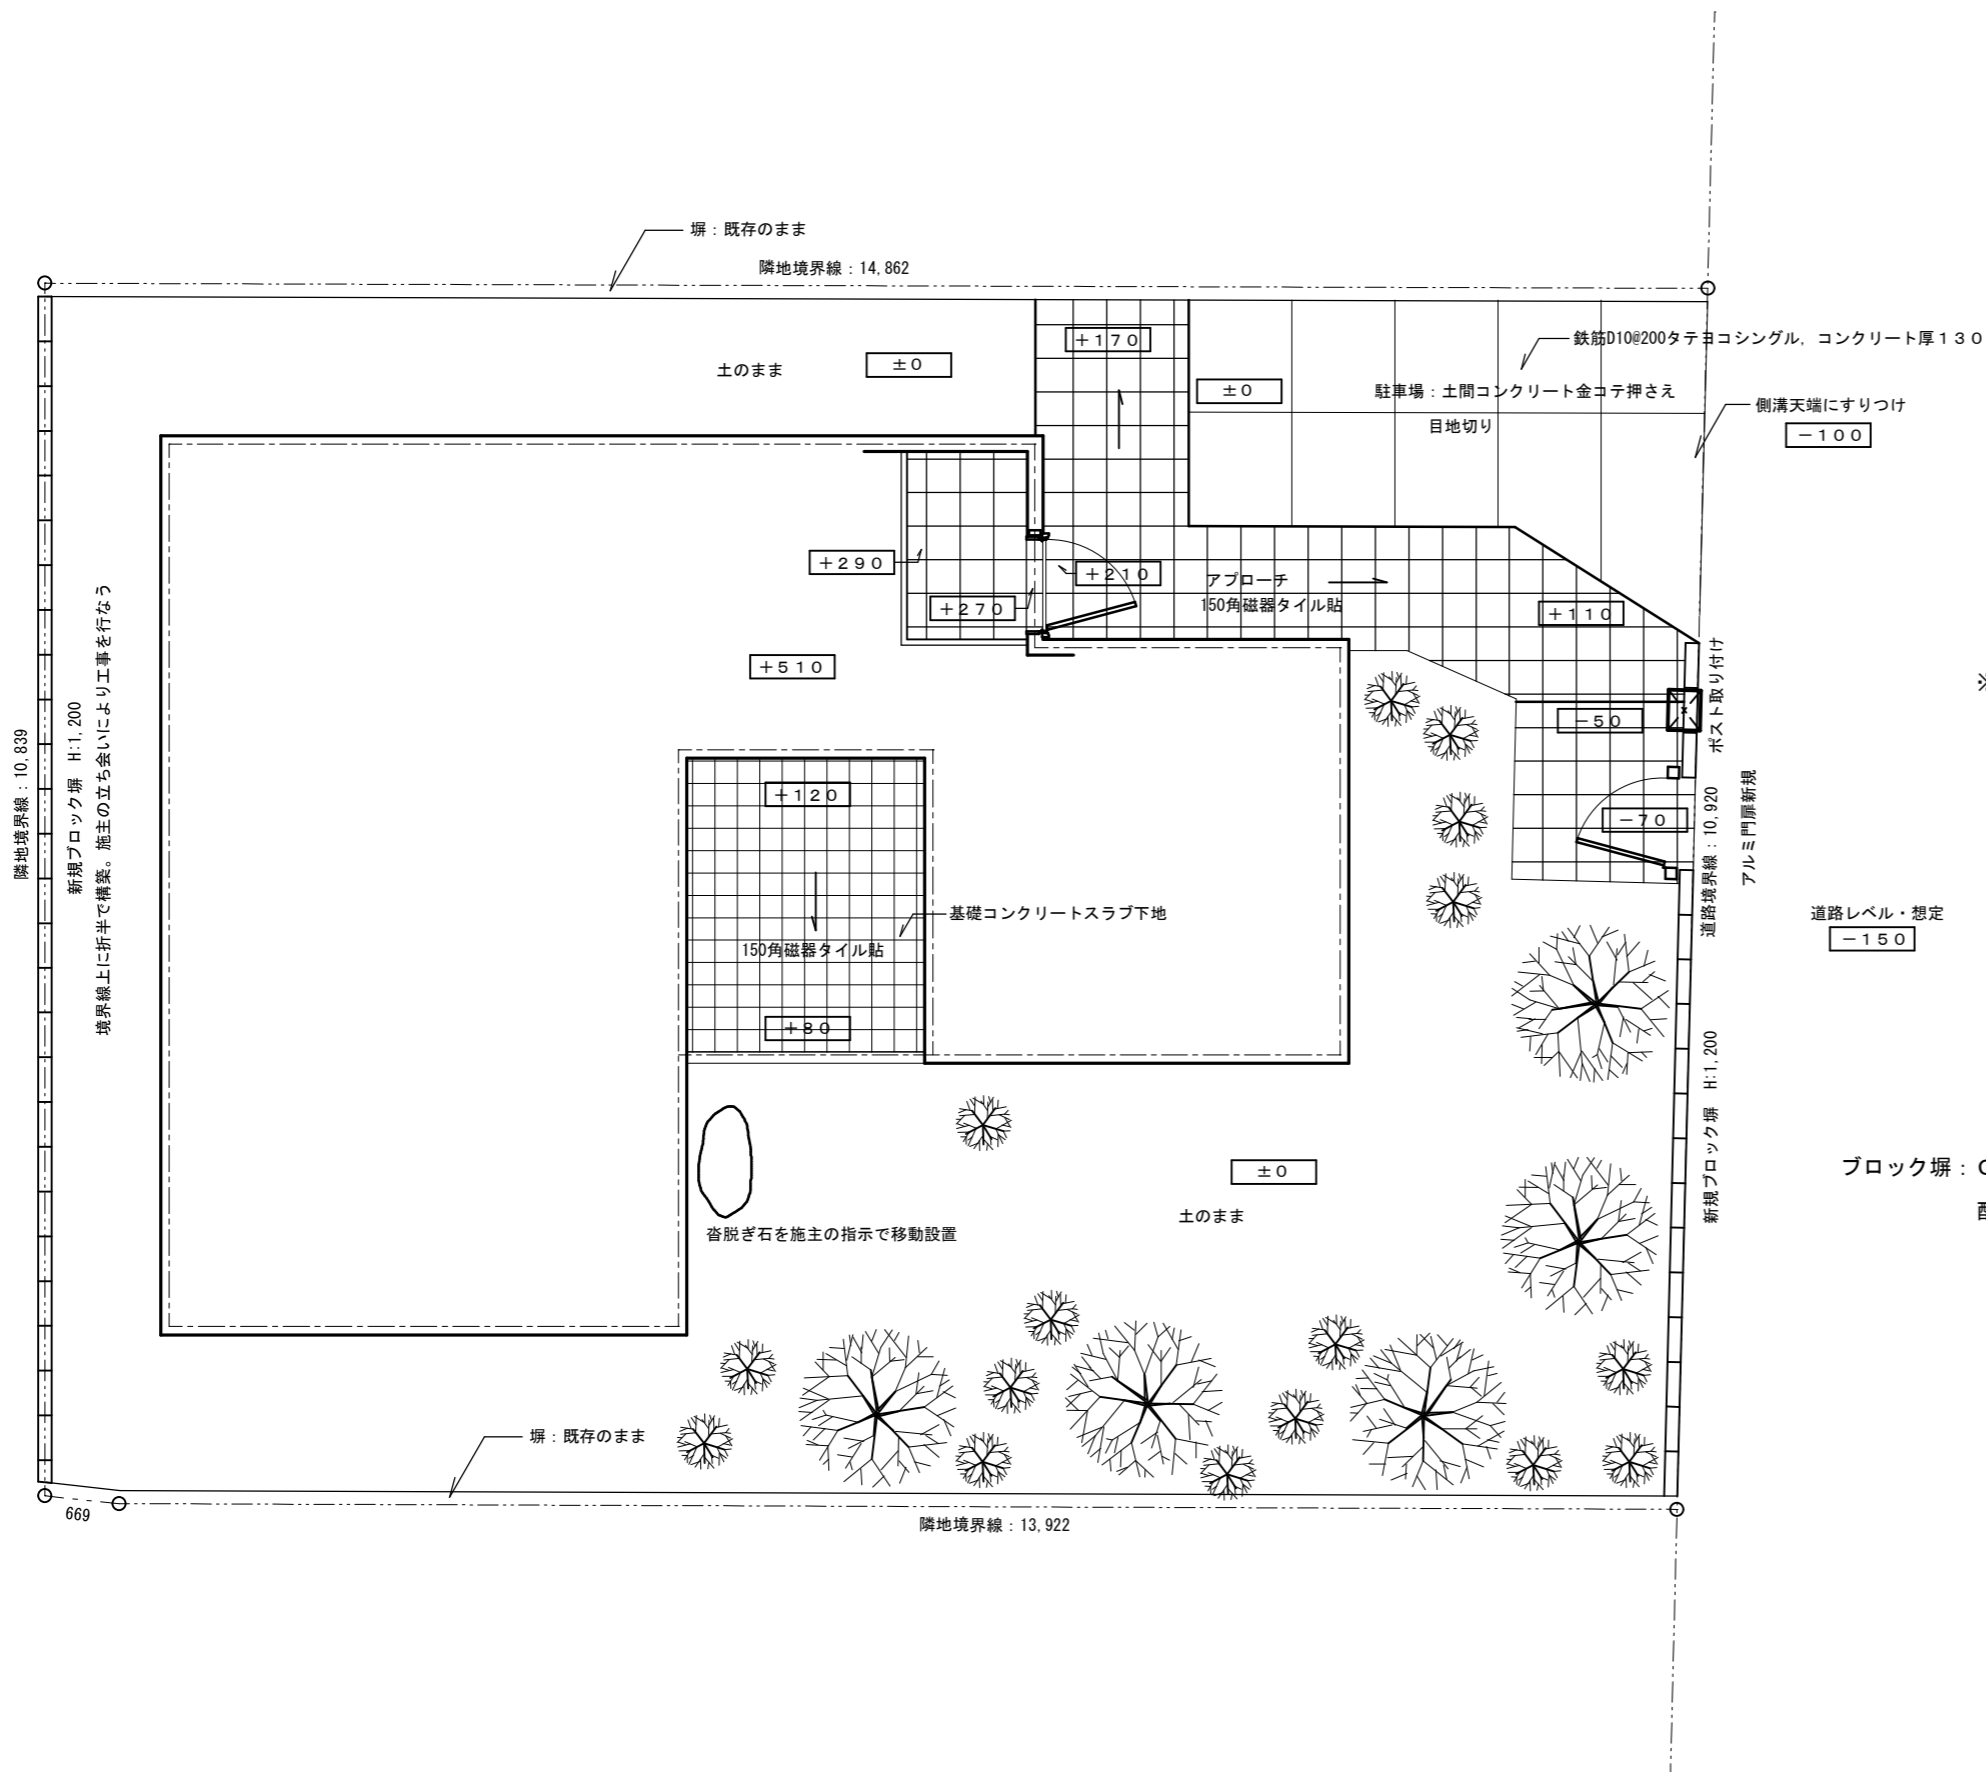 塀：既存のまま
隣地境界線：14,862
＋１７０
鉄筋D10@200タテヨコシングル，コンクリート厚１３０
土のまま
±０
±０
駐車場：土間コンクリート金コテ押さえ
側溝天端にすりつけ
目地切り
－１００
＋２９０
＋２１０
アプローチ
＋２７０
150角磁器タイル貼
＋１１０
＋５１０
ポスト取り付け
※
－５０
隣地境界線：10,839
新規ブロック塀　H:1,200
境界線上に折半で構築。施主の立ち会いにより工事を行なう
＋１２０
－７０
道路境界線：10,920
アルミ門扉新規
基礎コンクリートスラブ下地
道路レベル・想定
－１５０
150角磁器タイル貼
＋８０
新規ブロック塀　H:1,200
±０
ブロック塀：
土のまま
沓脱ぎ石を施主の指示で移動設置
塀：既存のまま
669
隣地境界線：13,922